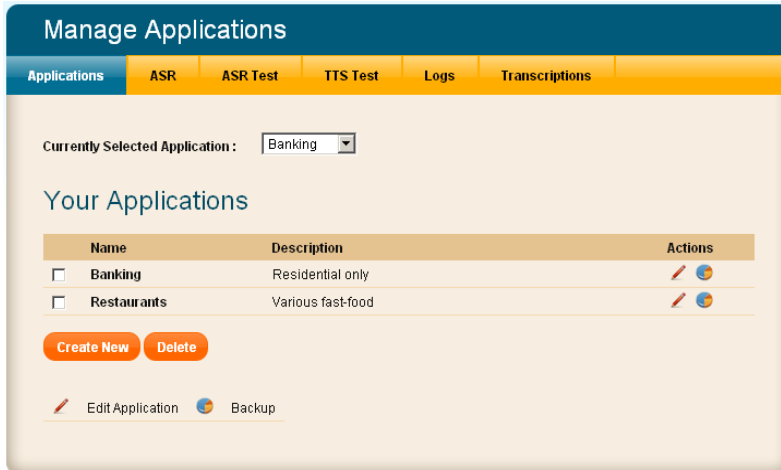 Manage Applications
Applications ASR ASR Test TTS Test Logs Transcriptions
Currently Selected Application : Banking
Your Applications
Name Description Actions
Banking Residential only
Restaurants Various fast-food
Create New Delete
Edit Application Backup